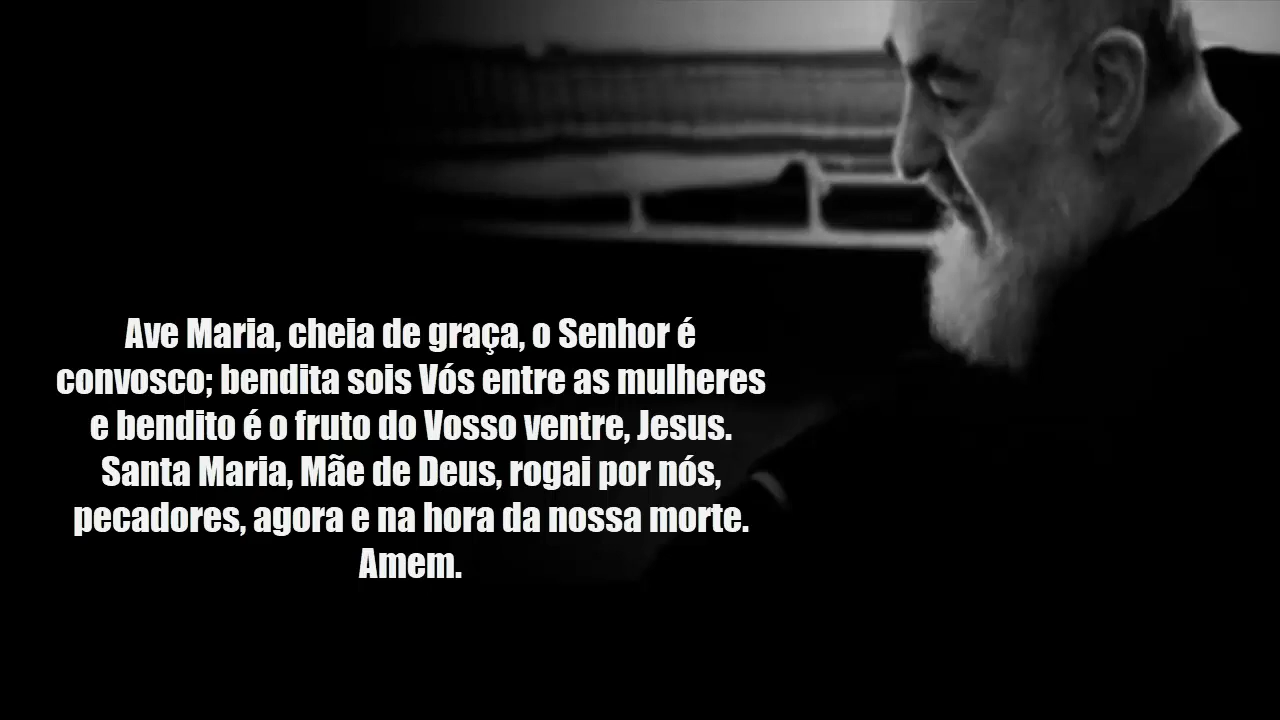 Ave Maria, cheia de graça, o Senhor é
convosco; bendita sois Vós entre as mulheres
e bendito é o fruto do Vosso ventre, Jesus.
Santa Maria, Mãe de Deus, rogai por nós,
pecadores, agora e na hora da nossa morte.
Amem.